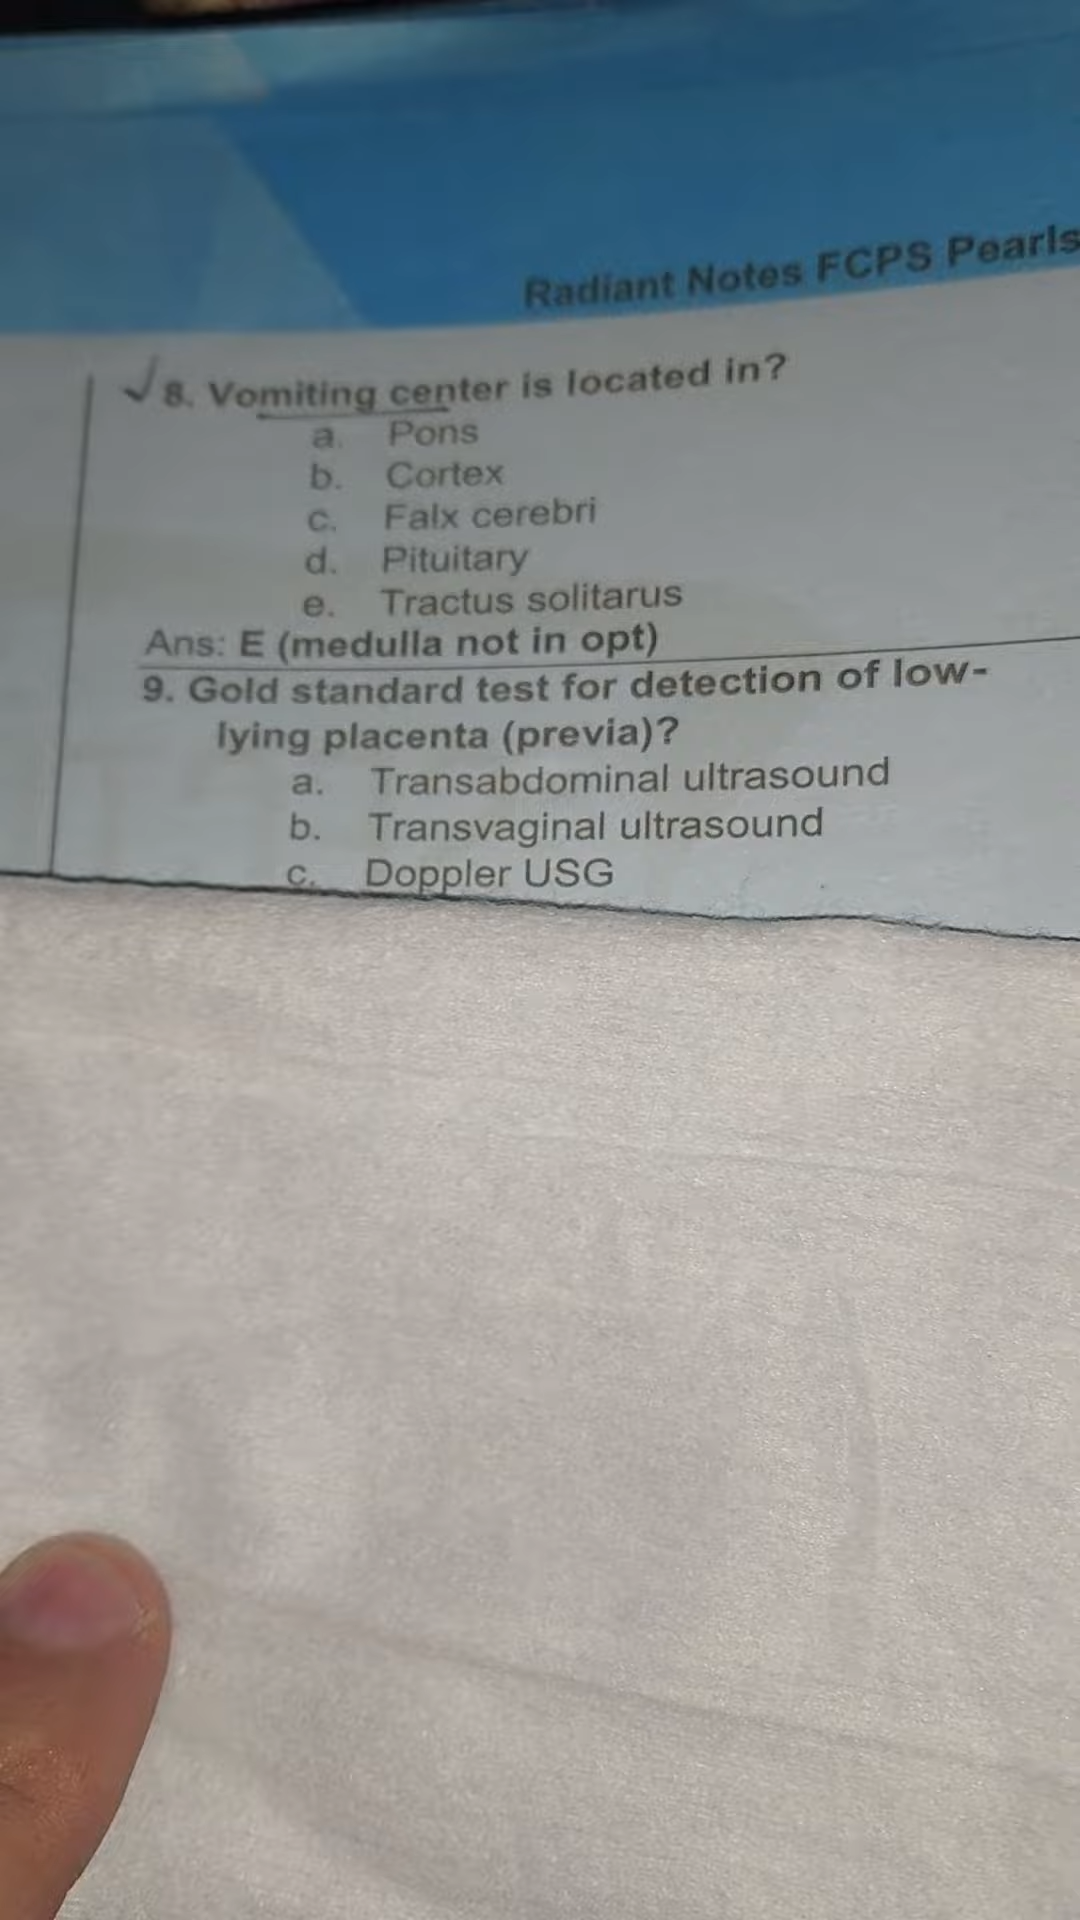 Radiant Notes FCPS Pearls
8. Vomiting center is located in?
a. Pons
b. Cortex
c. Falx cerebri
d. Pituitary
e. Tractus solitarus
Ans: E (medulla not in opt)
9. Gold standard test for detection of low-
lying placenta (previa)?
a. Transabdominal ultrasound
b. Transvaginal ultrasound
c. Doppler USG